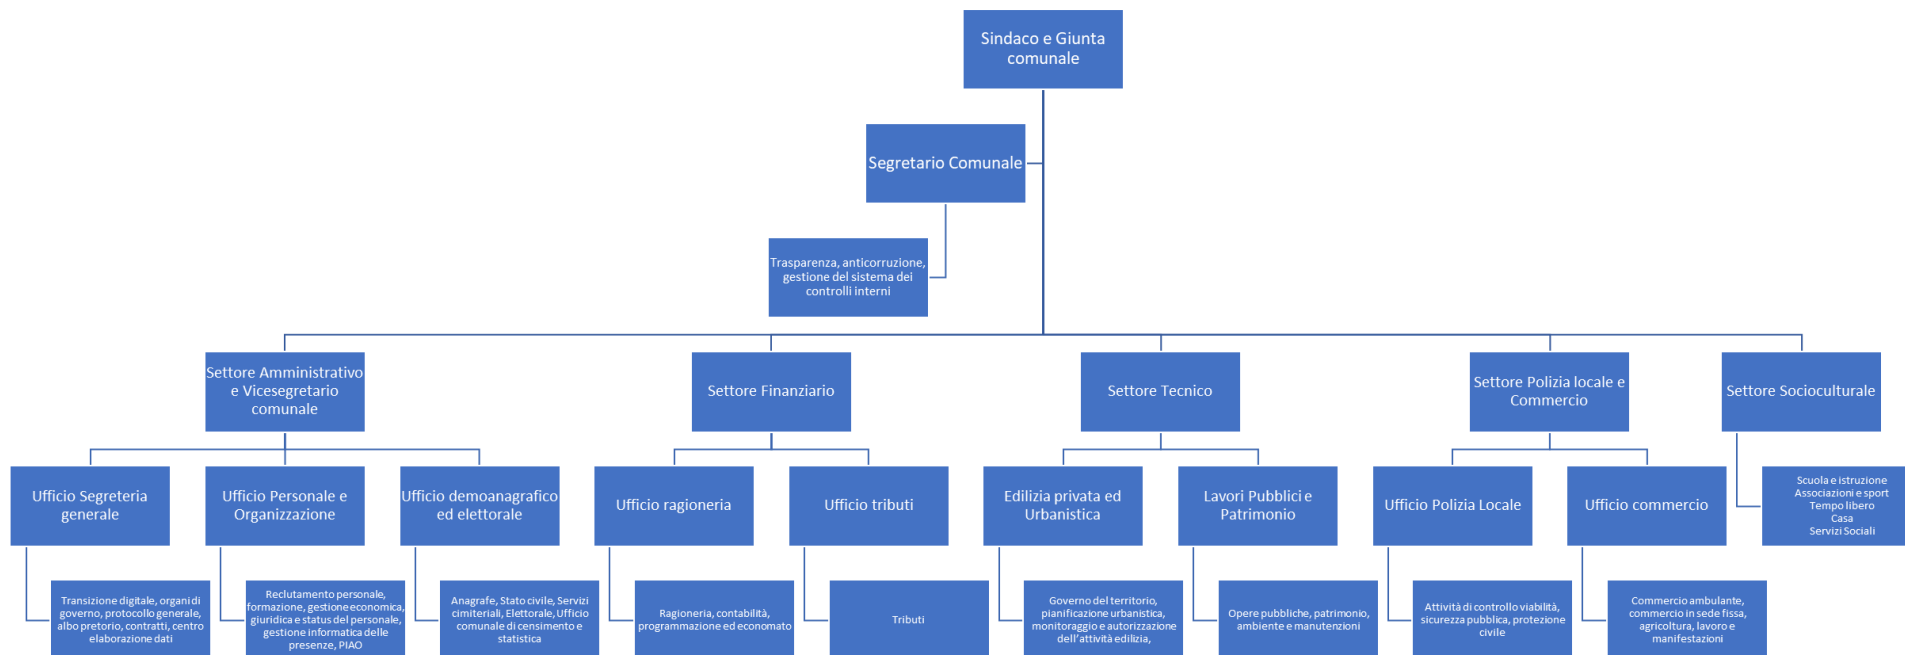 Sindaco e Giunta
comunale
Segretario Comunale
Trasparenza, anticorruzione,
gestione del sistema dei
controlli interni
Settore Amministrativo
e Vicesegretario
comunale
Settore Finanziario
Settore Tecnico
Settore Polizia locale e
Commercio
Settore Socioculturale
Ufficio Segreteria
generale
Ufficio Personale e
Organizzazione
Ufficio demoanagrafico
ed elettorale
Ufficio ragioneria
Ufficio tributi
Edilizia privata ed
Urbanistica
Lavori Pubblici e
Patrimonio
Ufficio Polizia Locale
Ufficio commercio
Scuola e istruzione
Associazioni e sport
Tempo libero
Casa
Servizi Sociali
Transizione digitale, organi di
governo, protocollo generale,
albo pretorio, contratti, centro
elaborazione dati
Reclutamento personale,
formazione, gestione economica,
giuridica e status del personale,
gestione informatica delle
presenze, PIAO
Anagrafe, Stato civile, Servizi
cimiteriali, Elettorale, Ufficio
comunale di censimento e
statistica
Ragioneria, contabilità,
programmazione ed economato
Tributi
Governo del territorio,
pianificazione urbanistica,
monitoraggio e autorizzazione
dell’attività edilizia,
Opere pubbliche, patrimonio,
ambiente e manutenzioni
Attività di controllo viabilità,
sicurezza pubblica, protezione
civile
Commercio ambulante,
commercio in sede fissa,
agricoltura, lavoro e
manifestazioni